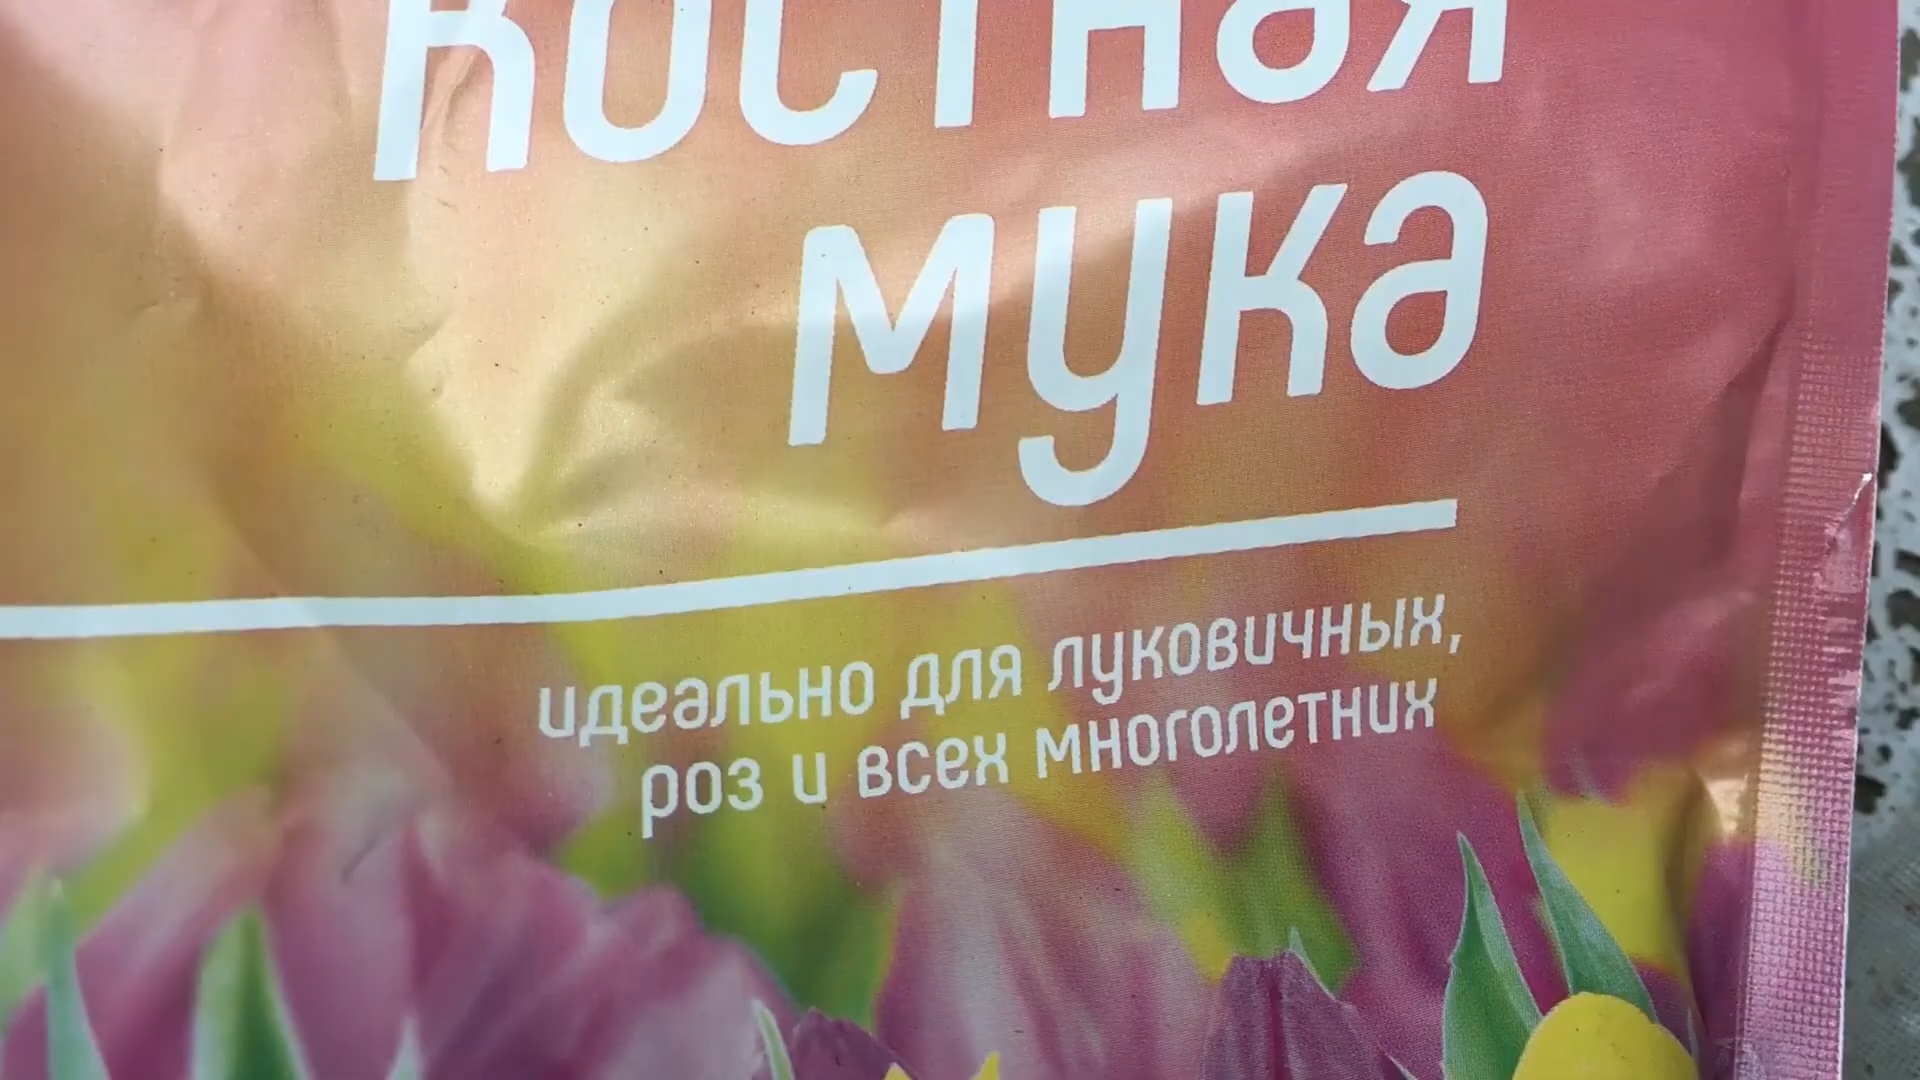 Костная
мука
идеально для луковичных,
роз и всех многолетних